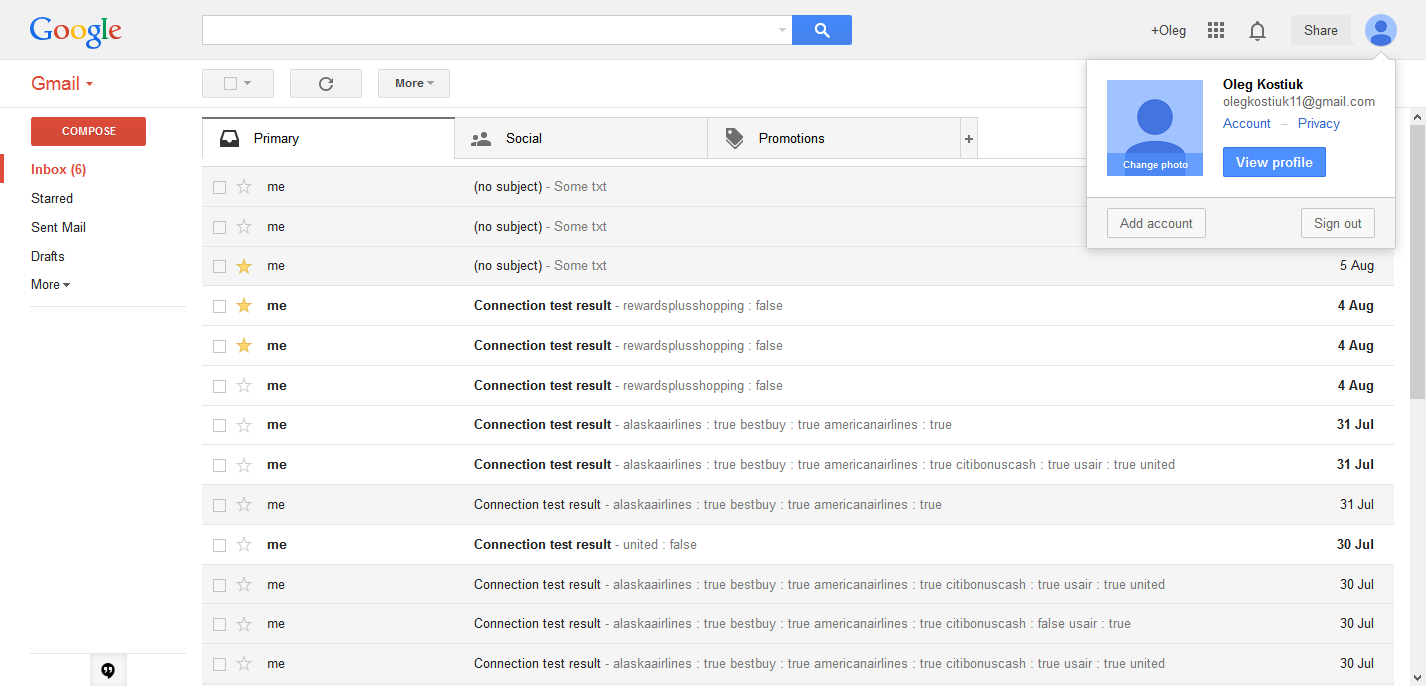 Google
+Oleg
Share
Gmail
More
Oleg Kostiuk
olegkostiuk11@gmail.com
Account – Privacy
Change photo
View profile
Add account
Sign out
COMPOSE
Inbox (6)
Starred
Sent Mail
Drafts
More
Primary
Social
Promotions
+
me (no subject) - Some txt
me (no subject) - Some txt
me (no subject) - Some txt 5 Aug
me Connection test result - rewardsplusshopping : false 4 Aug
me Connection test result - rewardsplusshopping : false 4 Aug
me Connection test result - rewardsplusshopping : false 4 Aug
me Connection test result - alaskaairlines : true bestbuy : true americanairlines : true 31 Jul
me Connection test result - alaskaairlines : true bestbuy : true americanairlines : true citibonuscash : true usair : true united 31 Jul
me Connection test result - alaskaairlines : true bestbuy : true americanairlines : true 31 Jul
me Connection test result - united : false 30 Jul
me Connection test result - alaskaairlines : true bestbuy : true americanairlines : true citibonuscash : true usair : true united 30 Jul
me Connection test result - alaskaairlines : true bestbuy : true americanairlines : true citibonuscash : false usair : true 30 Jul
me Connection test result - alaskaairlines : true bestbuy : true americanairlines : true citibonuscash : true usair : true united 30 Jul